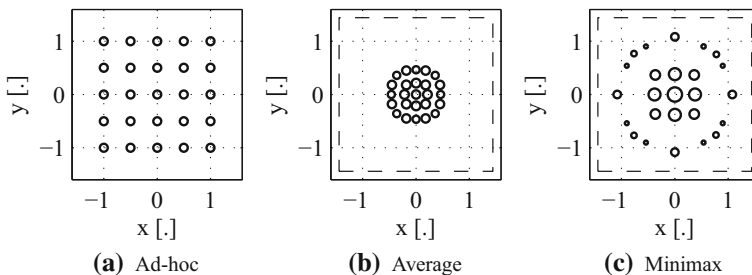 1
0
−1
y [.]
−1 0 1
x [.]
(a) Ad-hoc
1
0
−1
y [.]
−1 0 1
x [.]
(b) Average
1
0
−1
y [.]
−1 0 1
x [.]
(c) Minimax